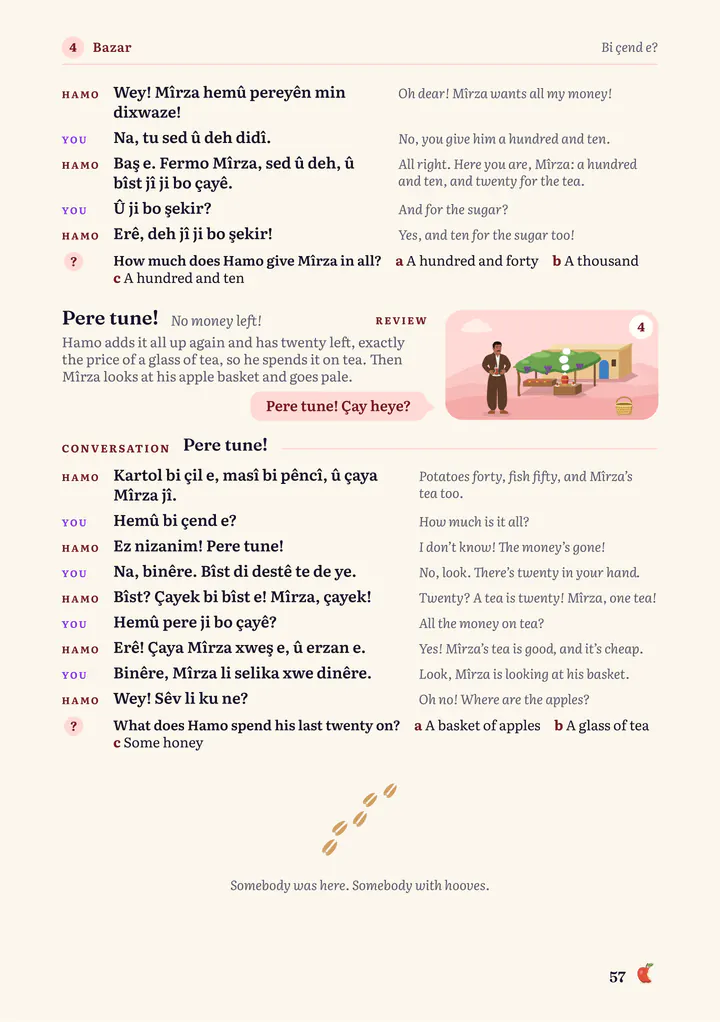 4 Bazar Bi çend e?
HAMO Wey! Mîrza hemû pereyên min Oh dear! Mîrza wants all my money!
dixwaze!
YOU Na, tu sed û deh didî. No, you give him a hundred and ten.
HAMO Baş e. Fermo Mîrza, sed û deh, û All right. Here you are, Mîrza: a hundred
bîst jî ji bo çayê. and ten, and twenty for the tea.
YOU Û ji bo şekir? And for the sugar?
HAMO Erê, deh jî ji bo şekir! Yes, and ten for the sugar too!
? How much does Hamo give Mîrza in all? a A hundred and forty b A thousand
c A hundred and ten
Pere tune! No money left! REVIEW
4
Hamo adds it all up again and has twenty left, exactly
the price of a glass of tea, so he spends it on tea. Then
Mîrza looks at his apple basket and goes pale.
Pere tune! Çay heye?
CONVERSATION Pere tune!
HAMO Kartol bi çil e, masî bi pêncî, û çaya Potatoes forty, fish fifty, and Mîrza’s
Mîrza jî. tea too.
YOU Hemû bi çend e? How much is it all?
HAMO Ez nizanim! Pere tune! I don’t know! The money’s gone!
YOU Na, binêre. Bîst di destê te de ye. No, look. There’s twenty in your hand.
HAMO Bîst? Çayek bi bîst e! Mîrza, çayek! Twenty? A tea is twenty! Mîrza, one tea!
YOU Hemû pere ji bo çayê? All the money on tea?
HAMO Erê! Çaya Mîrza xweş e, û erzan e. Yes! Mîrza’s tea is good, and it’s cheap.
YOU Binêre, Mîrza li selika xwe dinêre. Look, Mîrza is looking at his basket.
HAMO Wey! Sêv li ku ne? Oh no! Where are the apples?
? What does Hamo spend his last twenty on? a A basket of apples b A glass of tea
c Some honey
Somebody was here. Somebody with hooves.
57